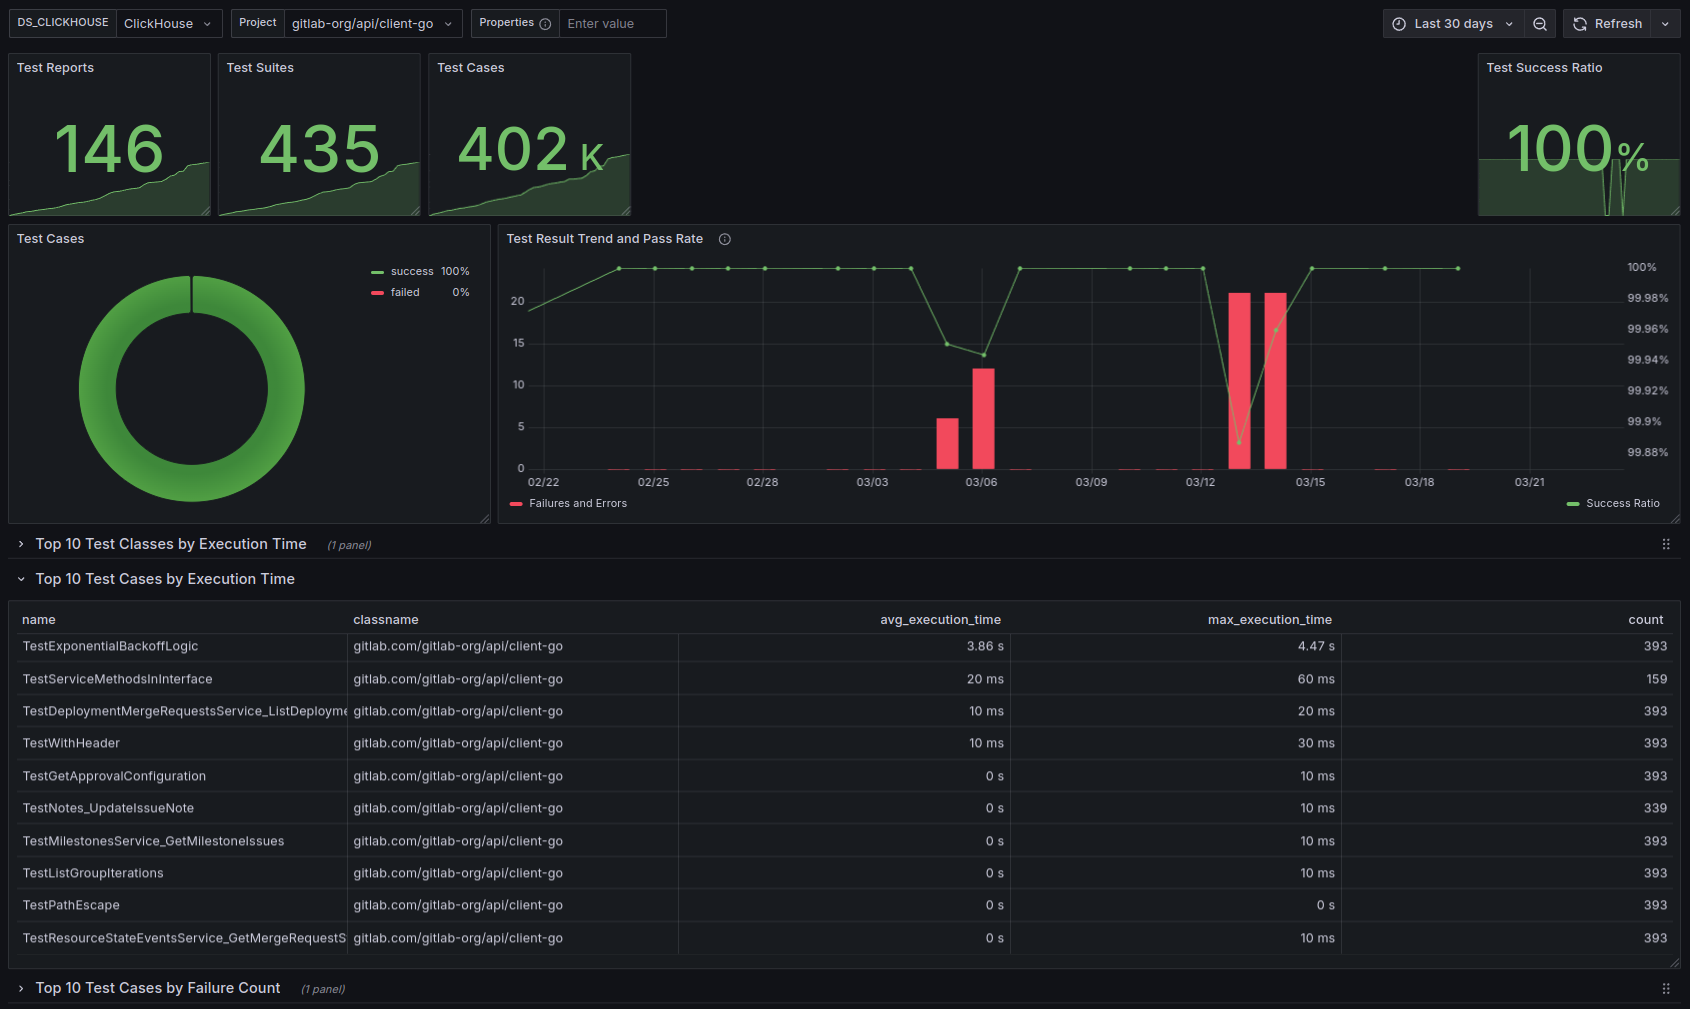 DS_CLICKHOUSE ClickHouse Project gitlab-org/api/client-go Properties Enter value Last 30 days Refresh
Test Reports
146
Test Suites
435
Test Cases
402 K
Test Success Ratio
100%
Test Cases
success 100%
failed 0%
Test Result Trend and Pass Rate
20
15
10
5
0
100%
99.98%
99.96%
99.94%
99.92%
99.9%
99.88%
02/22 02/25 02/28 03/03 03/06 03/09 03/12 03/15 03/18 03/21
Failures and Errors Success Ratio
Top 10 Test Classes by Execution Time (1 panel)
Top 10 Test Cases by Execution Time
name classname avg_execution_time max_execution_time count
TestExponentialBackoffLogic gitlab.com/gitlab-org/api/client-go 3.86 s 4.47 s 393
TestServiceMethodsInInterface gitlab.com/gitlab-org/api/client-go 20 ms 60 ms 159
TestDeploymentMergeRequestsService_ListDeployme gitlab.com/gitlab-org/api/client-go 10 ms 20 ms 393
TestWithHeader gitlab.com/gitlab-org/api/client-go 10 ms 30 ms 393
TestGetApprovalConfiguration gitlab.com/gitlab-org/api/client-go 0 s 10 ms 393
TestNotes_UpdateIssueNote gitlab.com/gitlab-org/api/client-go 0 s 10 ms 339
TestMilestonesService_GetMilestoneIssues gitlab.com/gitlab-org/api/client-go 0 s 10 ms 393
TestListGroupIterations gitlab.com/gitlab-org/api/client-go 0 s 10 ms 393
TestPathEscape gitlab.com/gitlab-org/api/client-go 0 s 0 s 393
TestResourceStateEventsService_GetMergeRequestS gitlab.com/gitlab-org/api/client-go 0 s 10 ms 393
Top 10 Test Cases by Failure Count (1 panel)